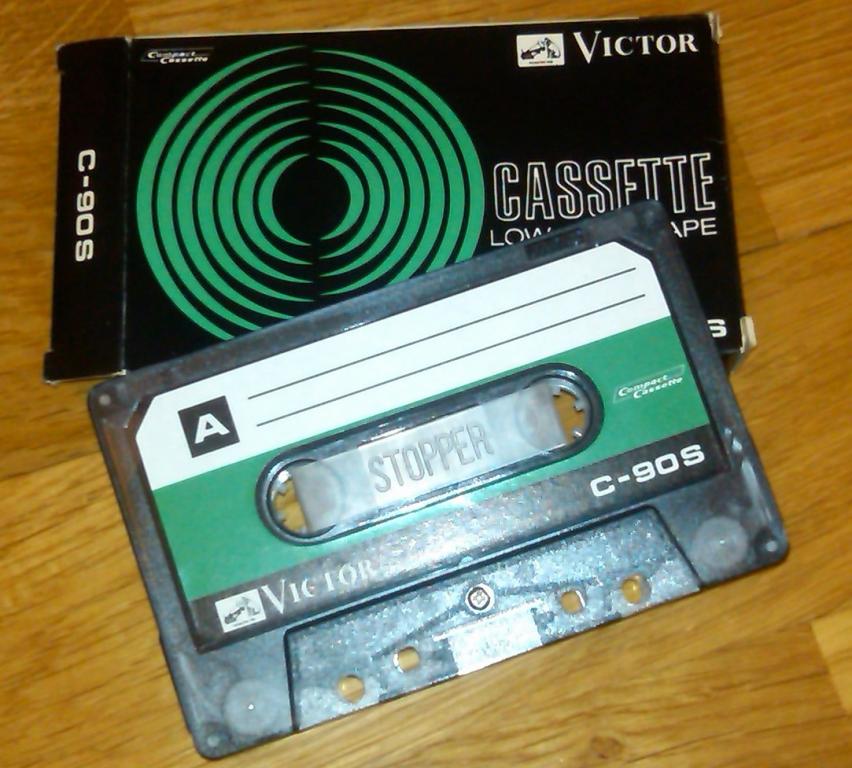 Compact
Cassette
VICTOR
C-90S
CASSETTE
LOW
APE
S
A
Compact
Cassette
STOPPER
C-90S
VICTOR